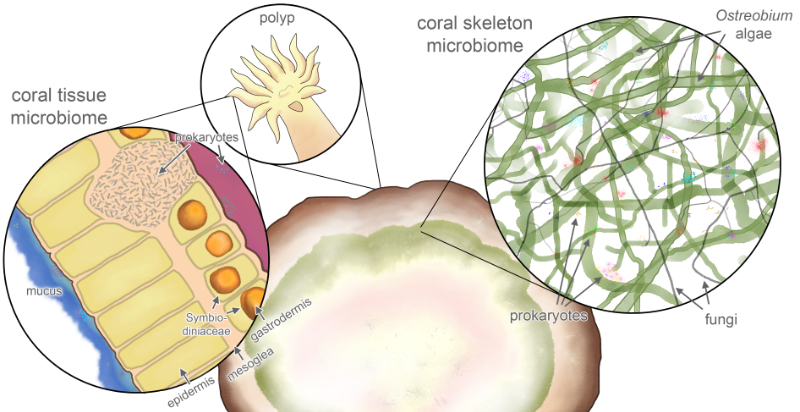 polyp
coral skeleton
microbiome
Ostreobium
algae
coral tissue
microbiome
prokaryotes
mucus
Symbio-
diniaceae
gastrodermis
mesoglea
epidermis
prokaryotes
fungi